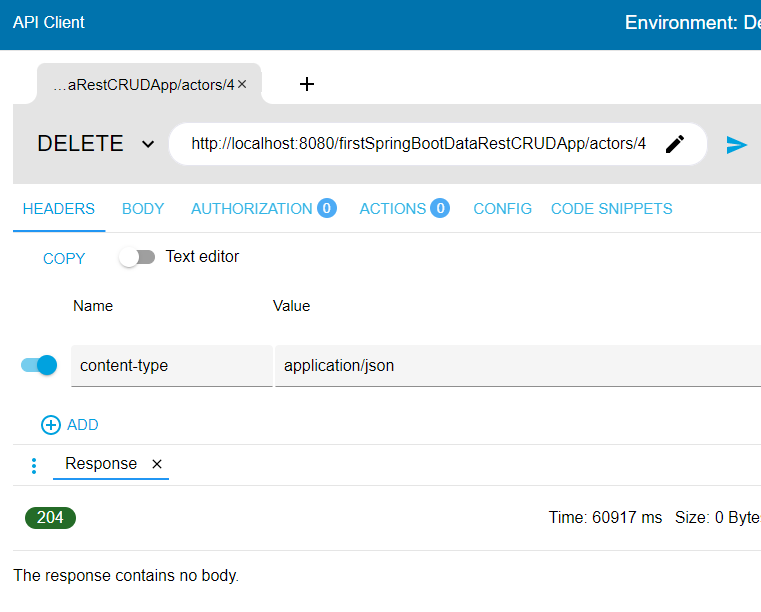 API Client
Environment: De
...aRestCRUDApp/actors/4 ×
+
DELETE
http://localhost:8080/firstSpringBootDataRestCRUDApp/actors/4
HEADERS BODY AUTHORIZATION 0 ACTIONS 0 CONFIG CODE SNIPPETS
COPY Text editor
Name Value
content-type application/json
ADD
Response ×
204 Time: 60917 ms Size: 0 Byte
The response contains no body.